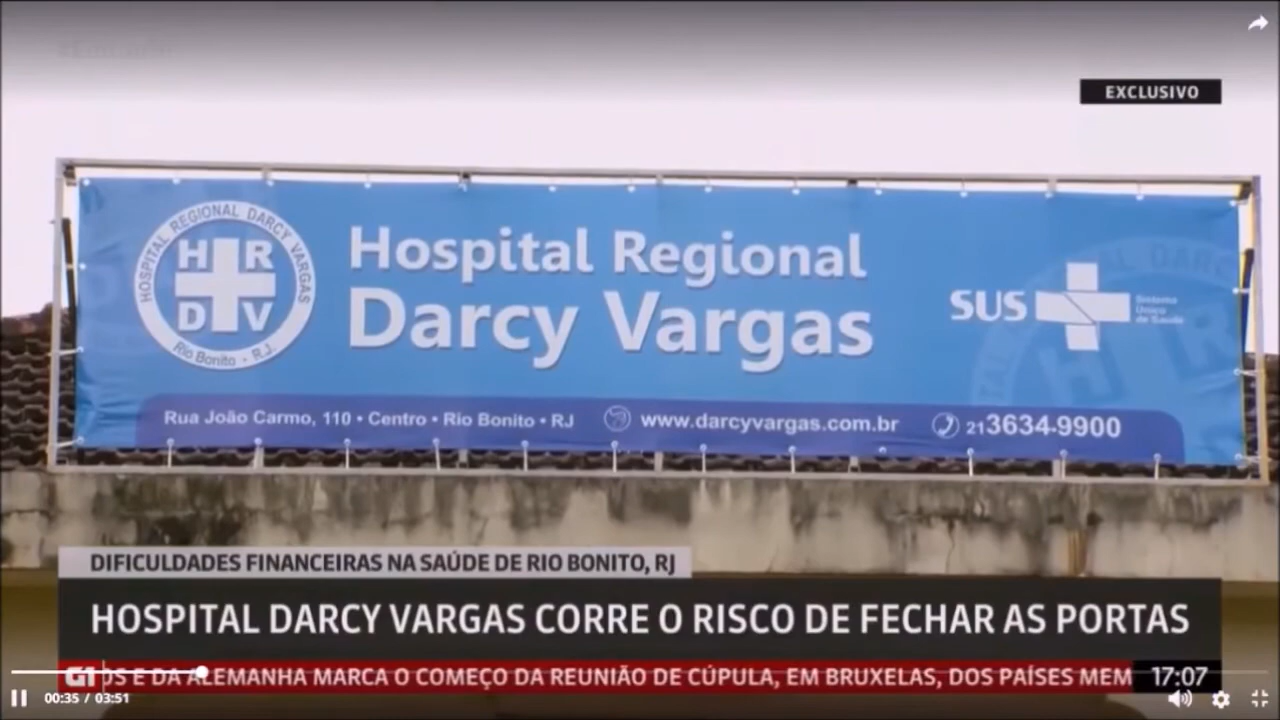 EXCLUSIVO
HOSPITAL REGIONAL DARCY VARGAS
H R
D V
Rio Bonito - R.J.
Hospital Regional
Darcy Vargas
SUS
Sistema
Único
de Saúde
Rua João Carmo, 110 • Centro • Rio Bonito • RJ
www.darcyvargas.com.br
21 3634-9900
DIFICULDADES FINANCEIRAS NA SAÚDE DE RIO BONITO, RJ
HOSPITAL DARCY VARGAS CORRE O RISCO DE FECHAR AS PORTAS
G1
E DA ALEMANHA MARCA O COMEÇO DA REUNIÃO DE CÚPULA, EM BRUXELAS, DOS PAÍSES MEM
17:07
00:35 / 03:51